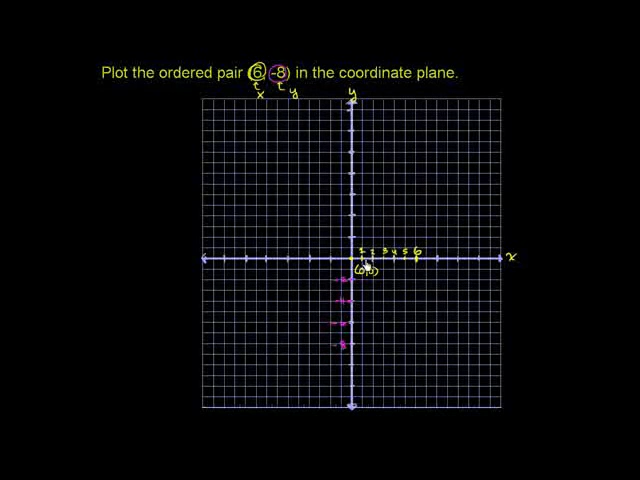 Plot the ordered pair (6, -8) in the coordinate plane.
x y
y
1 2 3 4 5 6
x
(0,0)
-2
-4
-6
-8